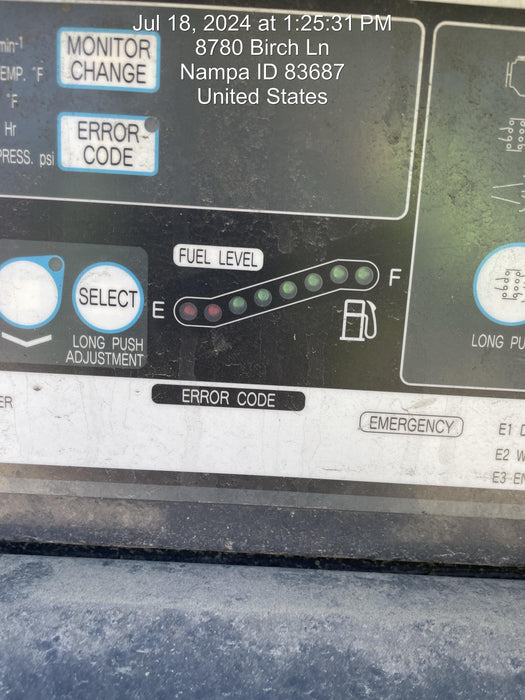 Jul 18, 2024 at 1:25:31 PM
8780 Birch Ln
Nampa ID 83687
United States
min-1
TEMP. °F
°F
Hr
PRESS. psi
MONITOR
CHANGE
ERROR
CODE
FUEL LEVEL
SELECT
E
F
LONG PUSH
ADJUSTMENT
LONG PU
ERROR CODE
ER
EMERGENCY
E1 D
E2 W
E3 EN